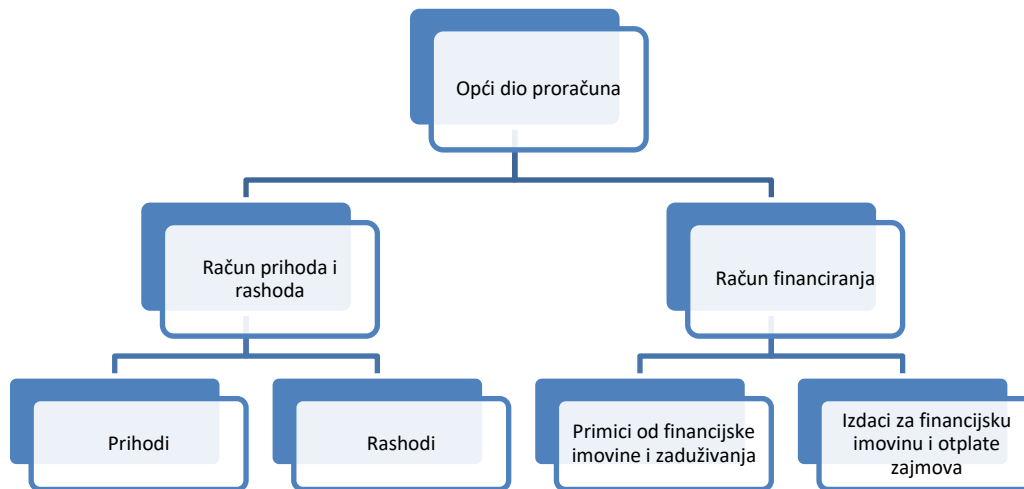 Opći dio proračuna
Račun prihoda i
rashoda
Račun financiranja
Prihodi
Rashodi
Primici od financijske
imovine i zaduživanja
Izdaci za financijsku
imovinu i otplate
zajmova